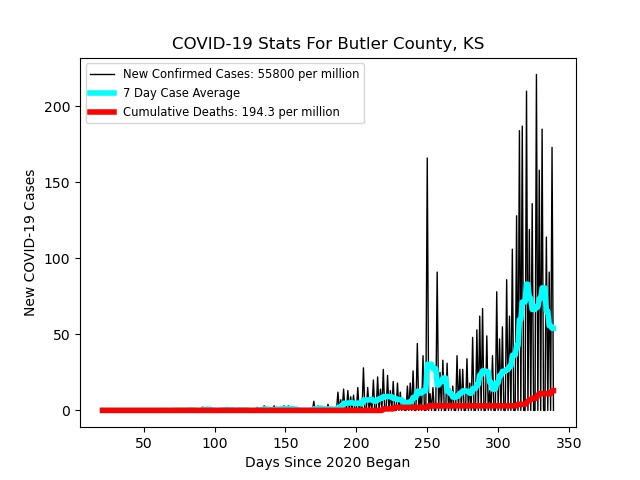 COVID-19 Stats For Butler County, KS
New Confirmed Cases: 55800 per million
7 Day Case Average
Cumulative Deaths: 194.3 per million
New COVID-19 Cases
200
150
100
50
0
50 100 150 200 250 300 350
Days Since 2020 Began